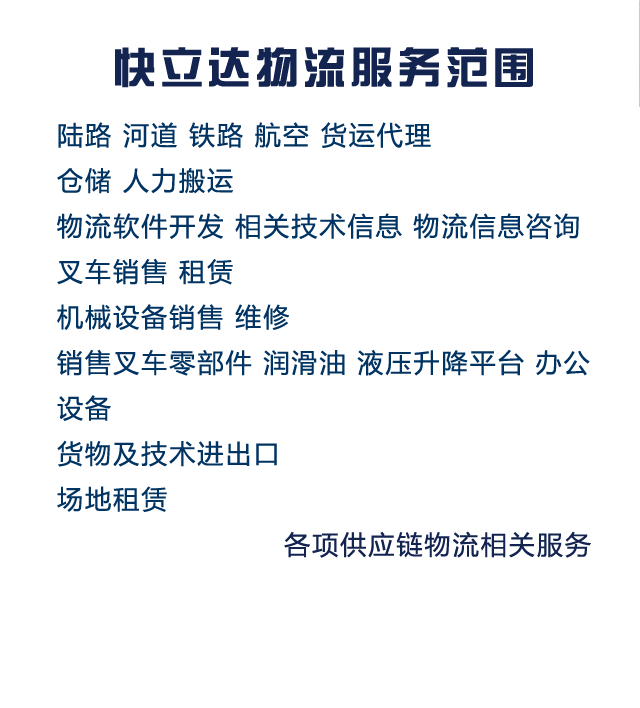 快立达物流服务范围
陆路 河道 铁路 航空 货运代理
仓储 人力搬运
物流软件开发 相关技术信息 物流信息咨询
叉车销售 租赁
机械设备销售 维修
销售叉车零部件 润滑油 液压升降平台 办公
设备
货物及技术进出口
场地租赁
各项供应链物流相关服务